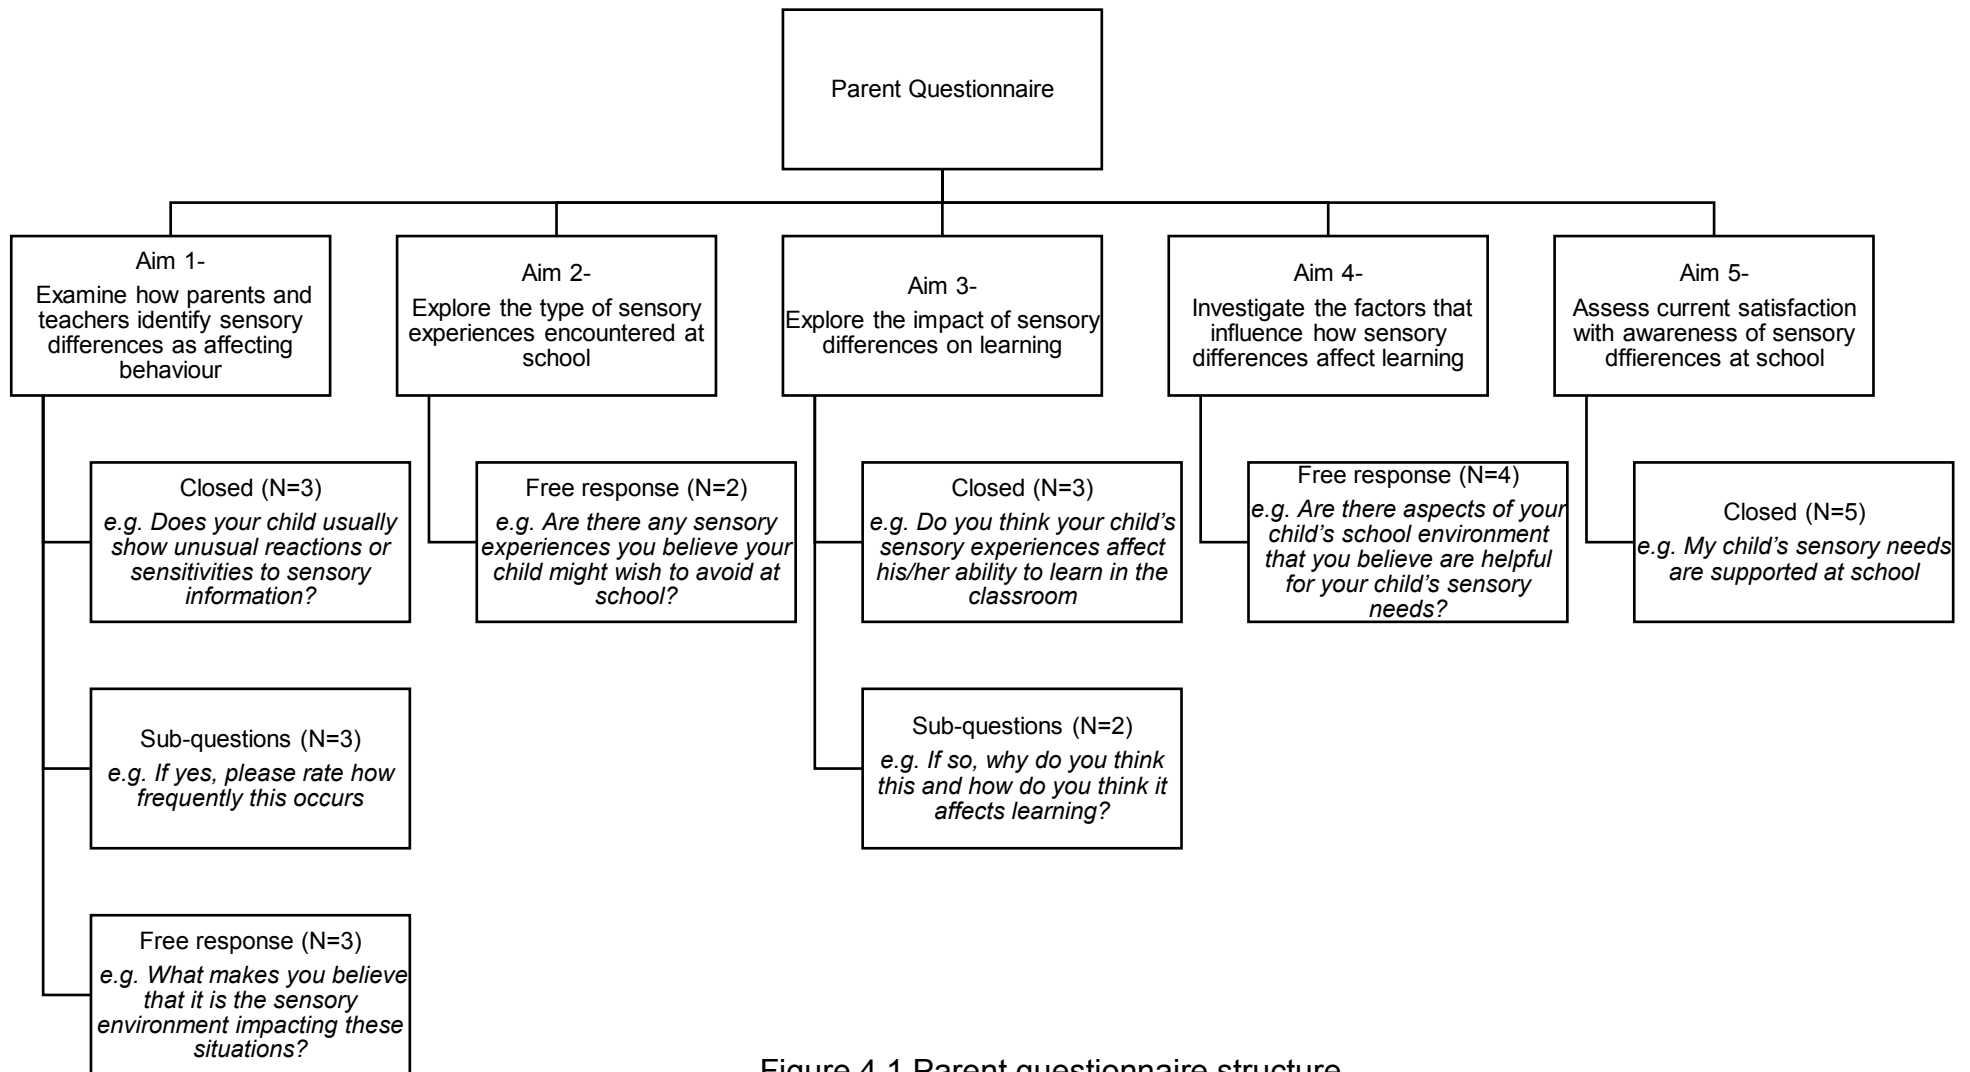 Parent Questionnaire
Aim 1-
Examine how parents and
teachers identify sensory
differences as affecting
behaviour
Aim 2-
Explore the type of sensory
experiences encountered at
school
Aim 3-
Explore the impact of sensory
differences on learning
Aim 4-
Investigate the factors that
influence how sensory
differences affect learning
Aim 5-
Assess current satisfaction
with awareness of sensory
dffierences at school
Closed (N=3)
e.g. Does your child usually
show unusual reactions or
sensitivities to sensory
information?
Free response (N=2)
e.g. Are there any sensory
experiences you believe your
child might wish to avoid at
school?
Closed (N=3)
e.g. Do you think your child’s
sensory experiences affect
his/her ability to learn in the
classroom
Free response (N=4)
e.g. Are there aspects of your
child’s school environment
that you believe are helpful
for your child’s sensory
needs?
Closed (N=5)
e.g. My child’s sensory needs
are supported at school
Sub-questions (N=3)
e.g. If yes, please rate how
frequently this occurs
Sub-questions (N=2)
e.g. If so, why do you think
this and how do you think it
affects learning?
Free response (N=3)
e.g. What makes you believe
that it is the sensory
environment impacting these
situations?
Figure 4.1 Parent questionnaire structure